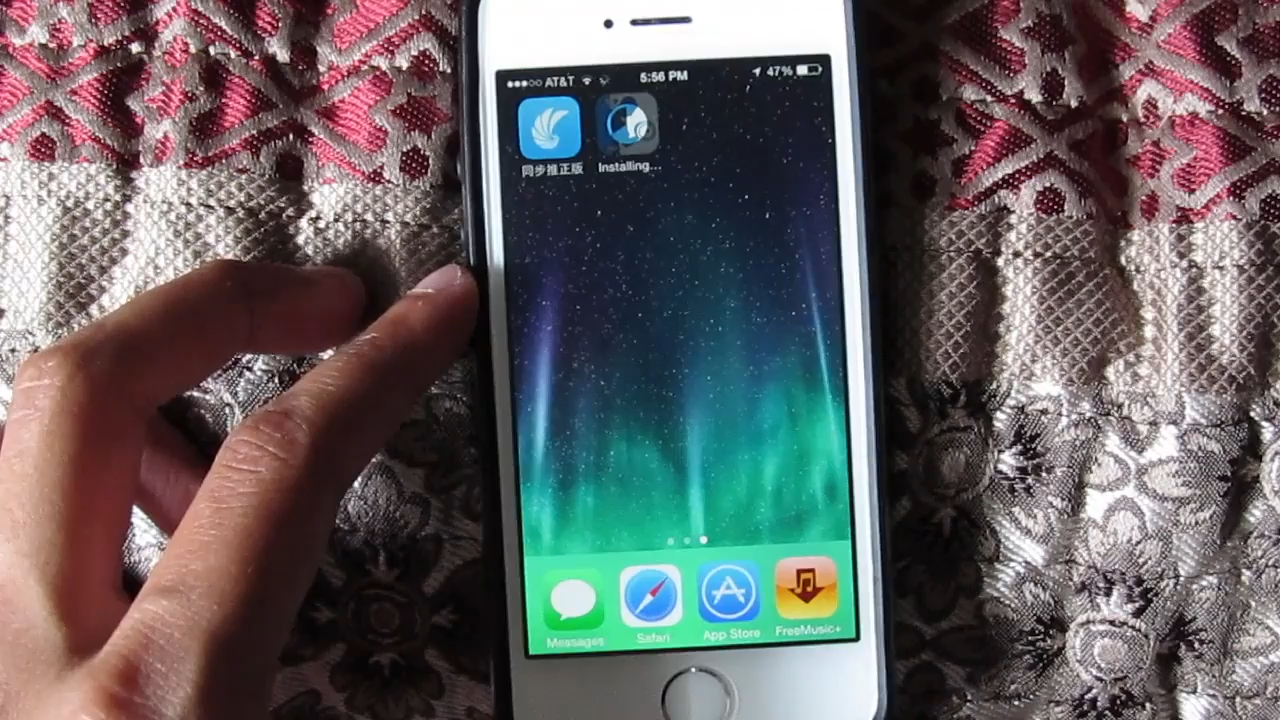 AT&T 5:56 PM 47%
同步推正版 Installing...
Messages Safari App Store FreeMusic+